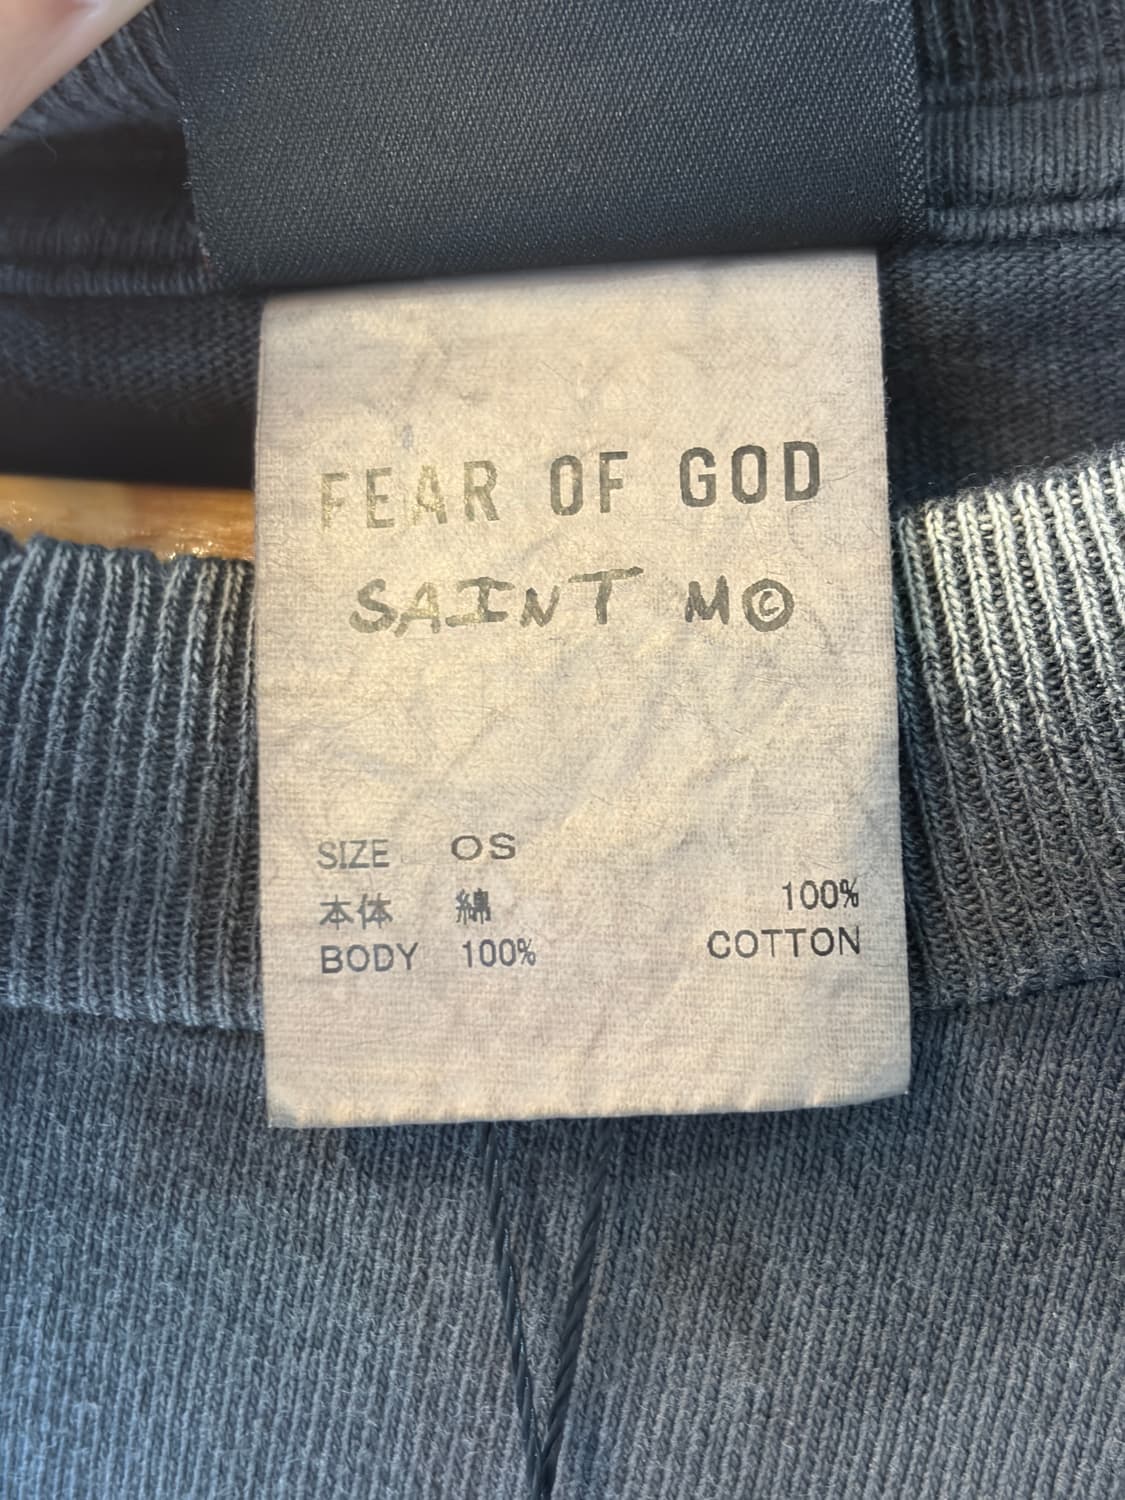 FEAR OF GOD
SAINT M©
SIZE OS
本体 綿 100%
BODY 100% COTTON